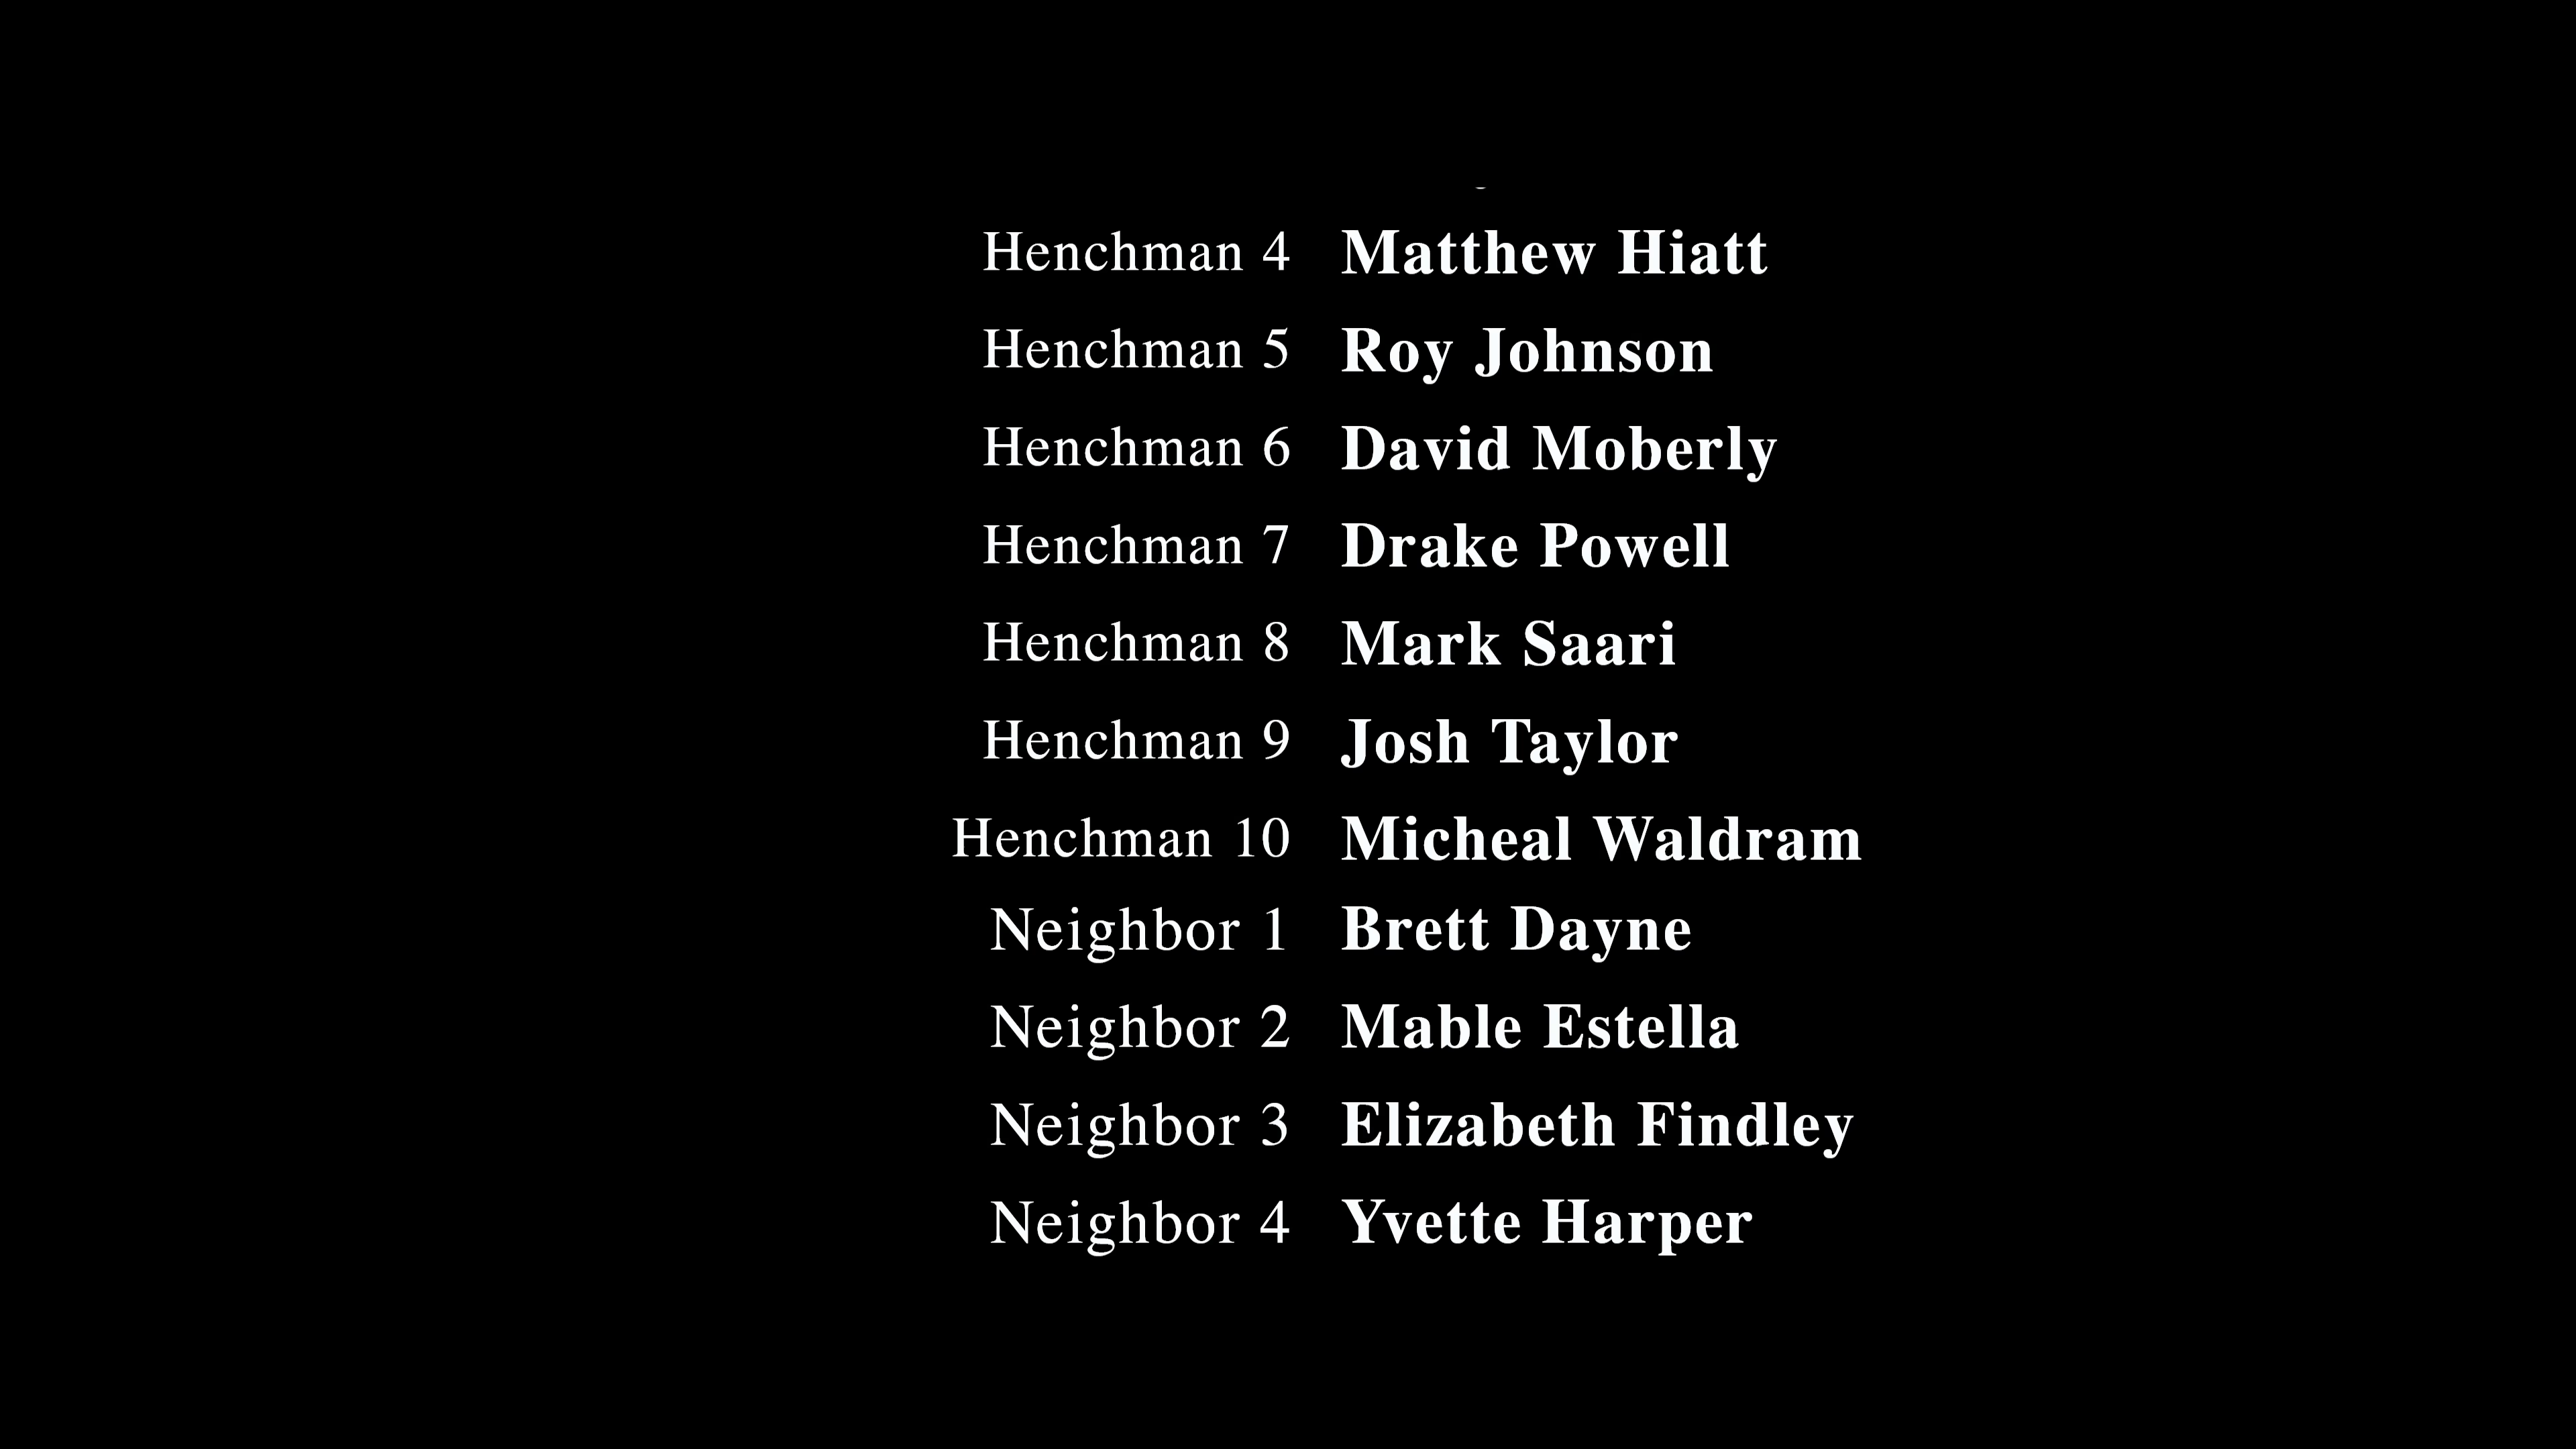 Henchman 4 Matthew Hiatt
Henchman 5 Roy Johnson
Henchman 6 David Moberly
Henchman 7 Drake Powell
Henchman 8 Mark Saari
Henchman 9 Josh Taylor
Henchman 10 Micheal Waldram
Neighbor 1 Brett Dayne
Neighbor 2 Mable Estella
Neighbor 3 Elizabeth Findley
Neighbor 4 Yvette Harper